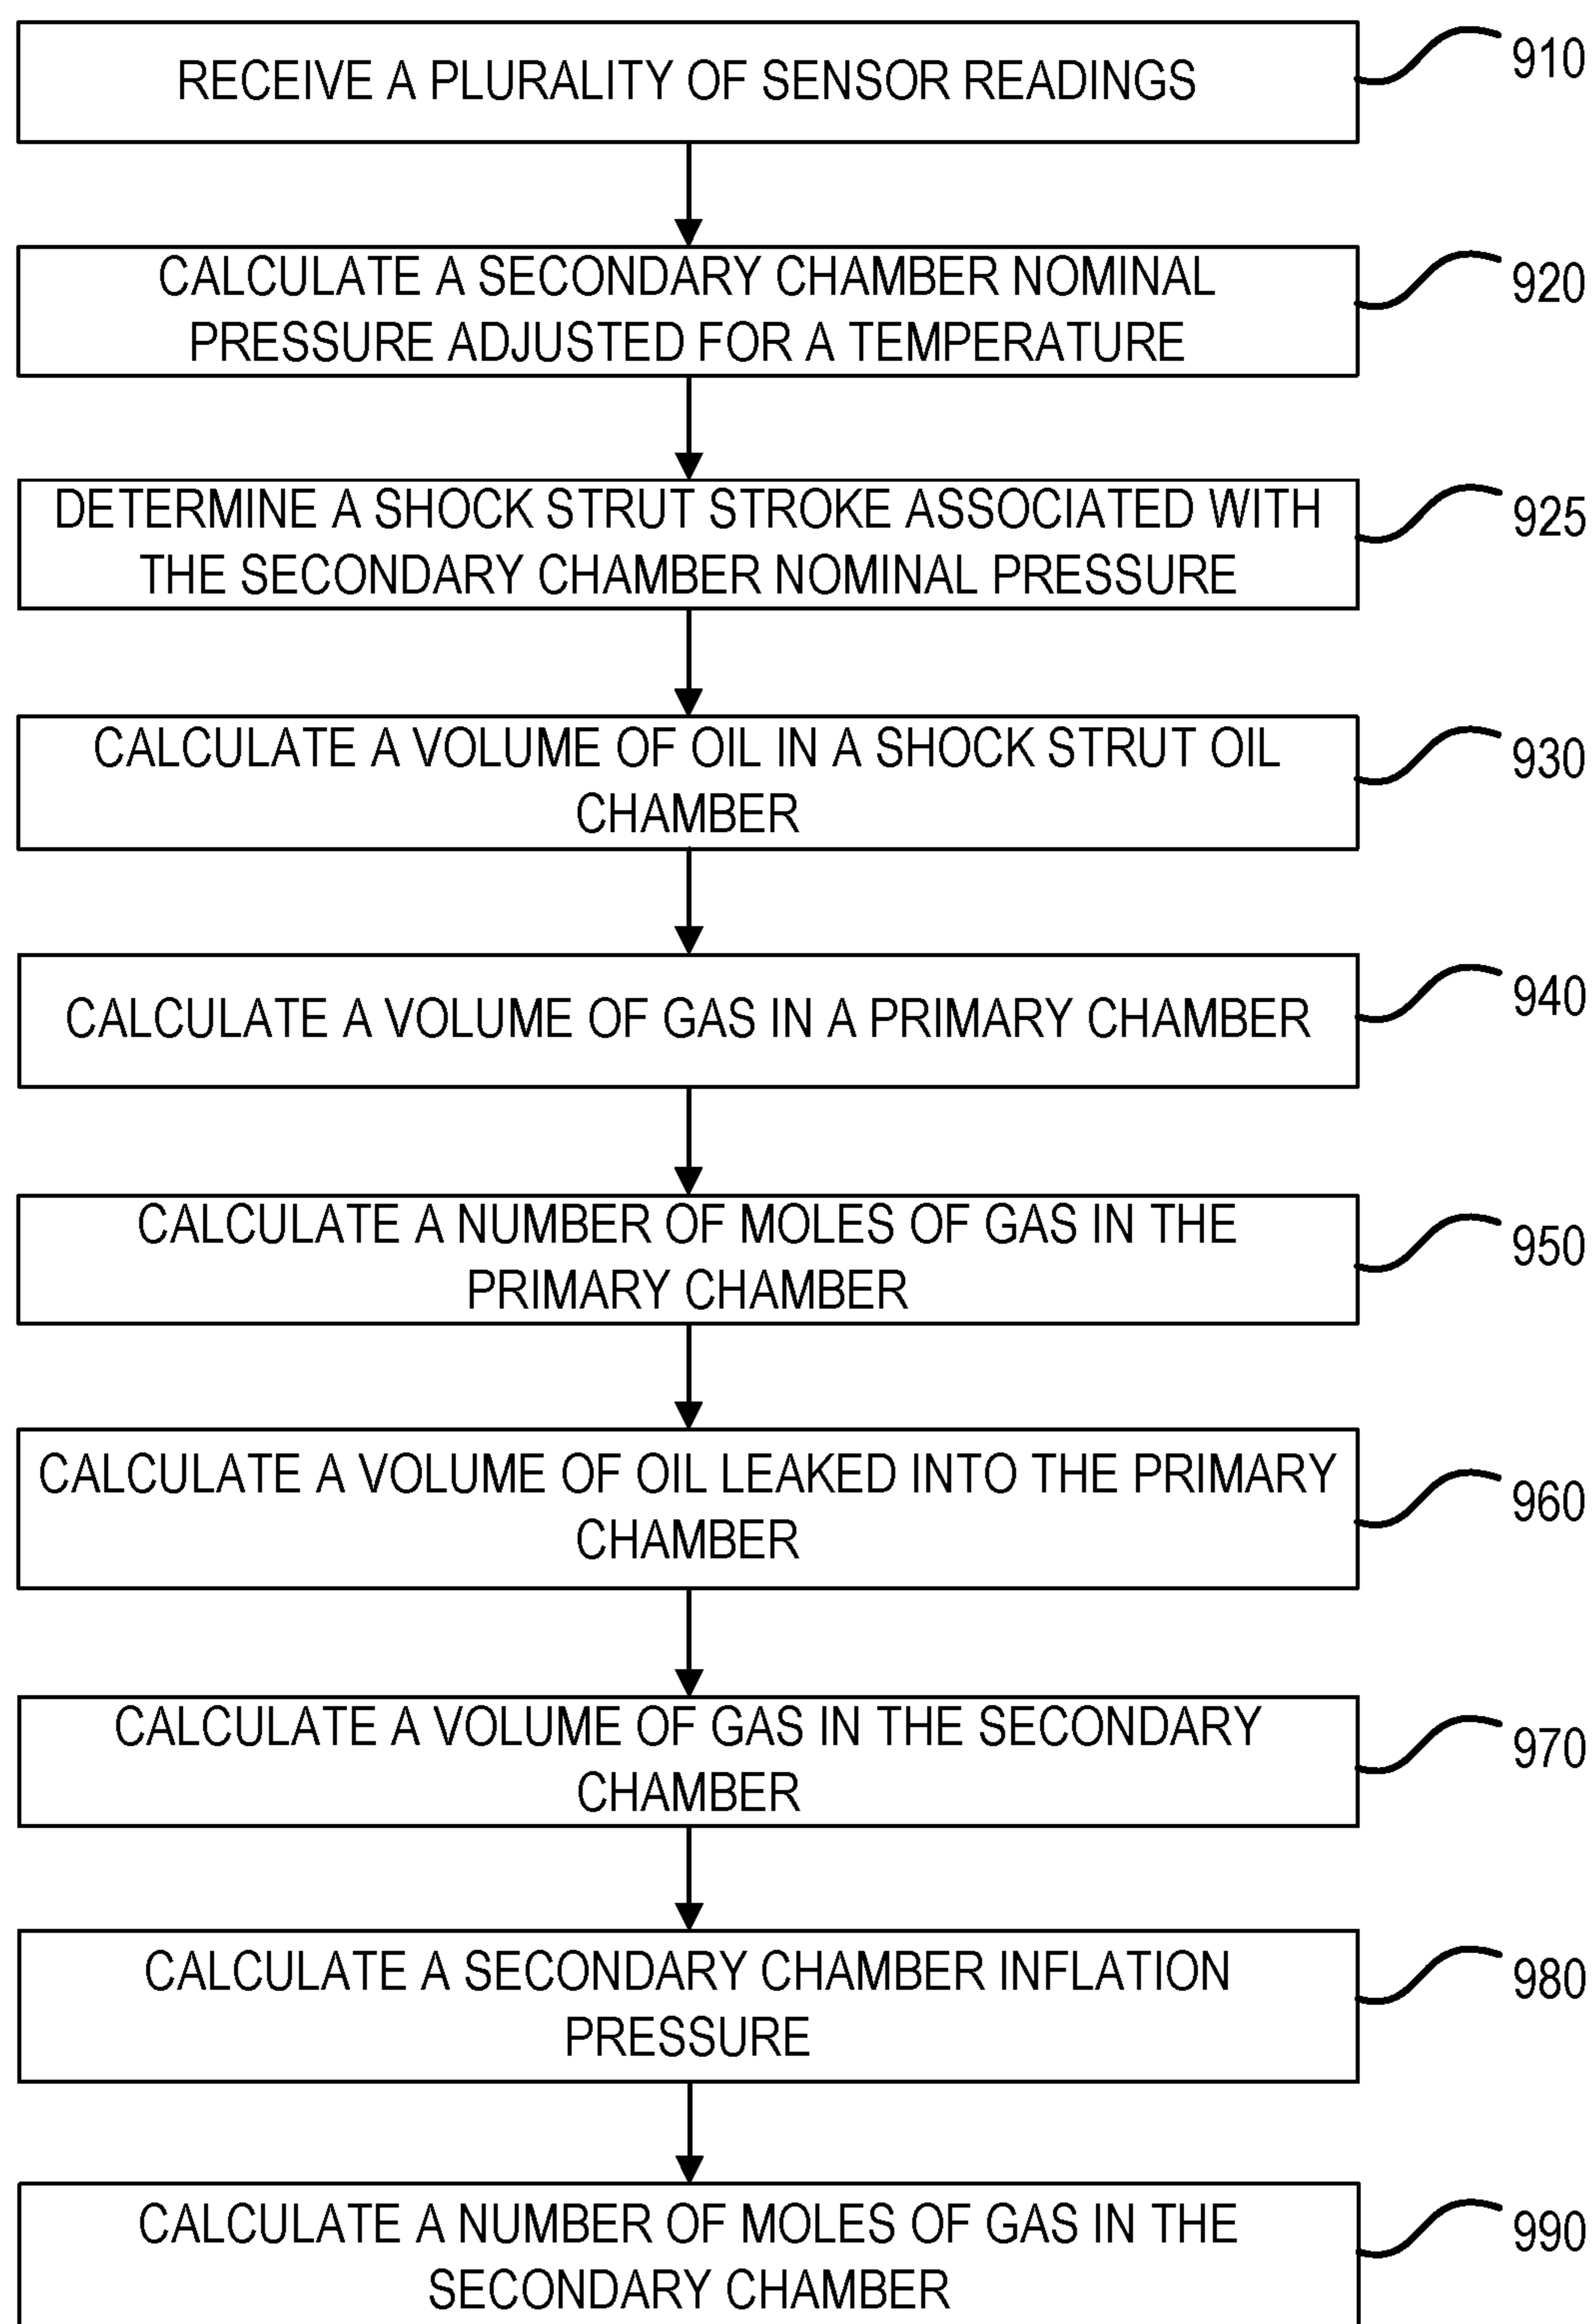 RECEIVE A PLURALITY OF SENSOR READINGS
910
CALCULATE A SECONDARY CHAMBER NOMINAL
PRESSURE ADJUSTED FOR A TEMPERATURE
920
DETERMINE A SHOCK STRUT STROKE ASSOCIATED WITH
THE SECONDARY CHAMBER NOMINAL PRESSURE
925
CALCULATE A VOLUME OF OIL IN A SHOCK STRUT OIL
CHAMBER
930
CALCULATE A VOLUME OF GAS IN A PRIMARY CHAMBER
940
CALCULATE A NUMBER OF MOLES OF GAS IN THE
PRIMARY CHAMBER
950
CALCULATE A VOLUME OF OIL LEAKED INTO THE PRIMARY
CHAMBER
960
CALCULATE A VOLUME OF GAS IN THE SECONDARY
CHAMBER
970
CALCULATE A SECONDARY CHAMBER INFLATION
PRESSURE
980
CALCULATE A NUMBER OF MOLES OF GAS IN THE
SECONDARY CHAMBER
990